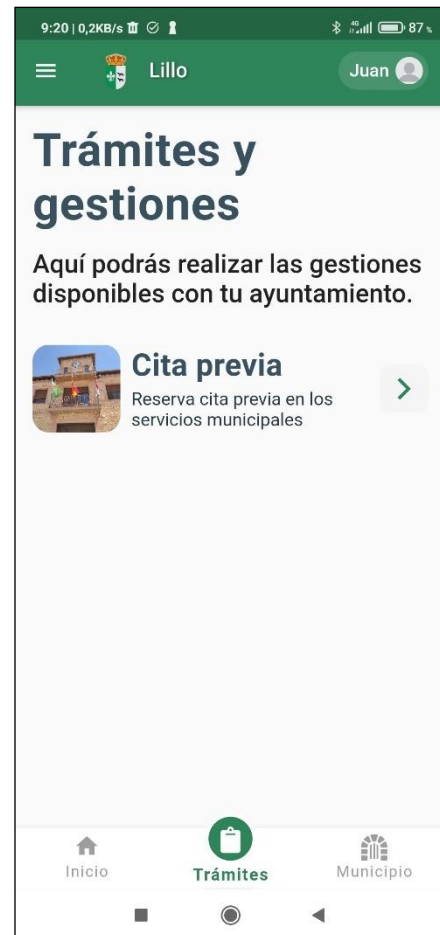 9:20 | 0,2KB/s
4G 87%
Lillo
Juan
Trámites y
gestiones
Aquí podrás realizar las gestiones
disponibles con tu ayuntamiento.
Cita previa
Reserva cita previa en los
servicios municipales
Inicio
Trámites
Municipio